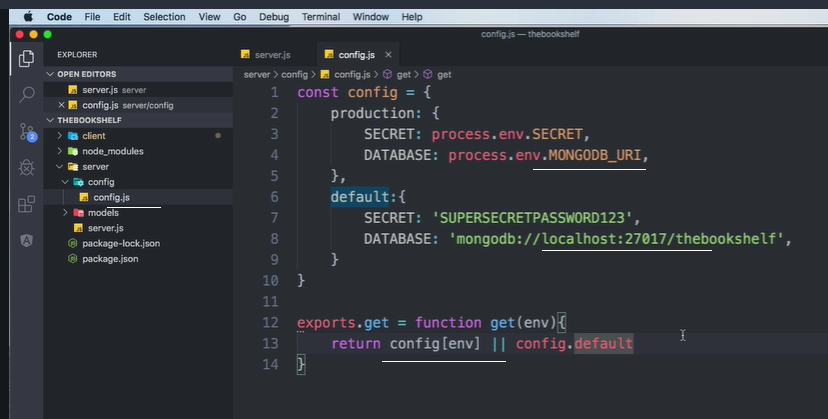 Code File Edit Selection View Go Debug Terminal Window Help
config.js — thebookshelf
EXPLORER
server.js
config.js
OPEN EDITORS
server > config > config.js > get > get
server.js server
config.js server/config
THEBOOKSHELF
client
node_modules
server
config
config.js
models
server.js
package-lock.json
package.json
2
1 const config = {
2 production: {
3 SECRET: process.env.SECRET,
4 DATABASE: process.env.MONGODB_URI,
5 },
6 default:{
7 SECRET: 'SUPERSECRETPASSWORD123',
8 DATABASE: 'mongodb://localhost:27017/thebookshelf',
9 }
10 }
11
12 exports.get = function get(env){
13 return config[env] || config.default
14 }